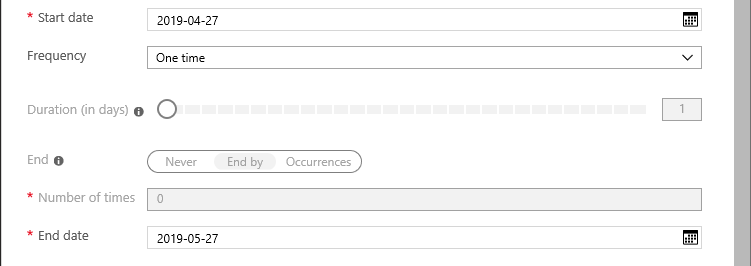 * Start date 2019-04-27
Frequency One time
Duration (in days) 1
End Never End by Occurrences
* Number of times 0
* End date 2019-05-27